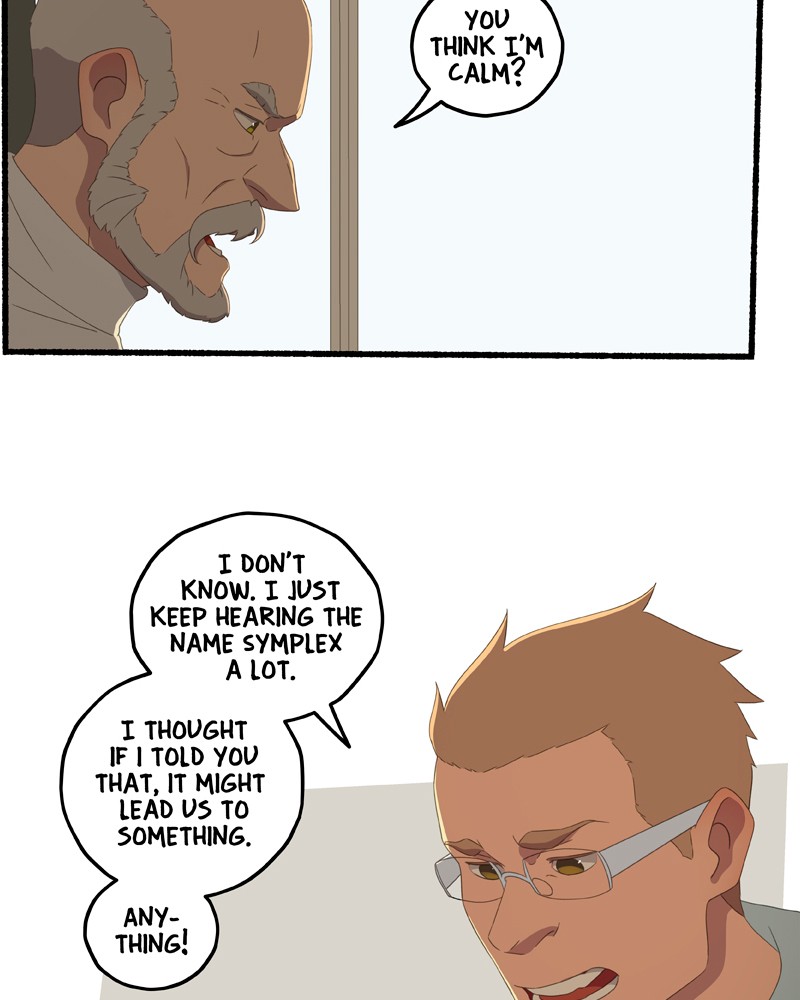 YOU
THINK I'M
CALM?
I DON'T
KNOW. I JUST
KEEP HEARING THE
NAME SYMPLEX
A LOT.
I THOUGHT
IF I TOLD YOU
THAT, IT MIGHT
LEAD US TO
SOMETHING.
ANY-
THING!